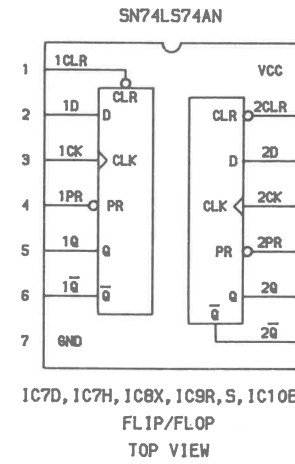 SN74LS74AN
1 1CLR VCC
CLR CLR 2CLR
2 1D D D 2D
3 1CK CLK CLK 2CK
4 1PR PR PR 2PR
5 1Q Q Q 2Q
6 1Q̅ Q̅ Q̅ 2Q̅
7 GND
IC7D, IC7H, IC8X, IC9R, S, IC10E
FLIP/FLOP
TOP VIEW